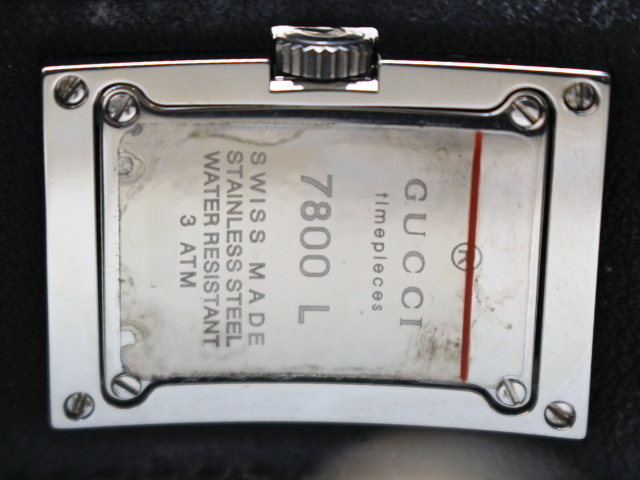 GUCCI ®
timepieces
7800 L
SWISS MADE
STAINLESS STEEL
WATER RESISTANT
3 ATM